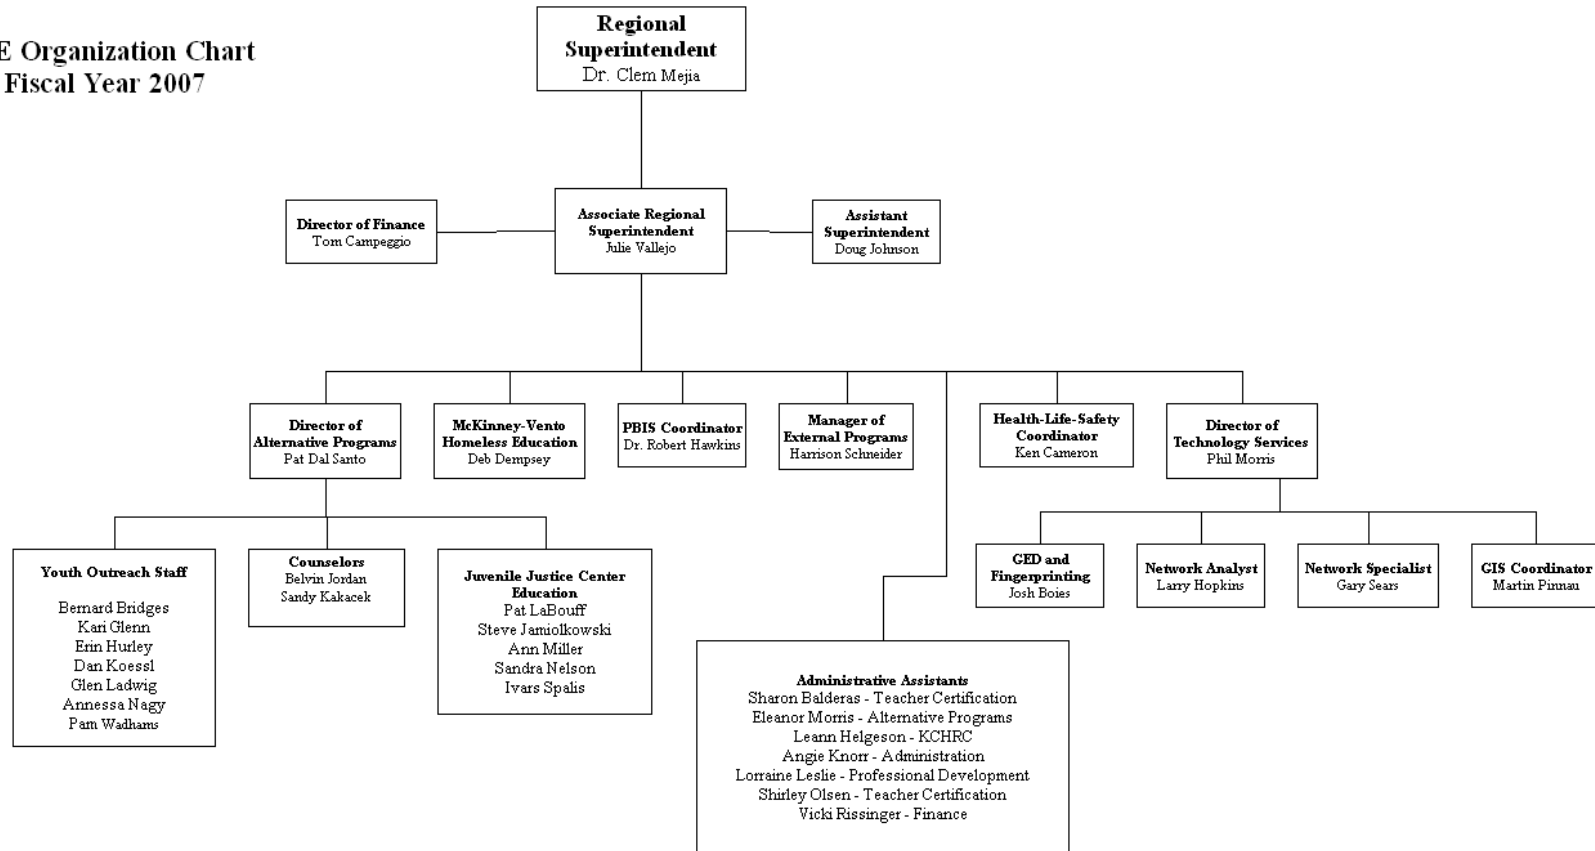 E Organization Chart
Fiscal Year 2007
Regional
Superintendent
Dr. Clem Mejia
Director of Finance
Tom Campeggio
Associate Regional
Superintendent
Julie Vallejo
Assistant
Superintendent
Doug Johnson
Director of
Alternative Programs
Pat Dal Santo
McKinney-Vento
Homeless Education
Deb Dempsey
PBIS Coordinator
Dr. Robert Hawkins
Manager of
External Programs
Harrison Schneider
Health-Life-Safety
Coordinator
Ken Cameron
Director of
Technology Services
Phil Morris
Youth Outreach Staff
Bernard Bridges
Kari Glenn
Erin Hurley
Dan Koessl
Glen Ladwig
Annessa Nagy
Pam Wadhams
Counselors
Belvin Jordan
Sandy Kakacek
Juvenile Justice Center
Education
Pat LaBouff
Steve Jamiolkowski
Ann Miller
Sandra Nelson
Ivars Spalis
GED and
Fingerprinting
Josh Boies
Network Analyst
Larry Hopkins
Network Specialist
Gary Sears
GIS Coordinator
Martin Pinnau
Administrative Assistants
Sharon Balderas - Teacher Certification
Eleanor Morris - Alternative Programs
Leann Helgeson - KCHRC
Angie Knorr - Administration
Lorraine Leslie - Professional Development
Shirley Olsen - Teacher Certification
Vicki Rissinger - Finance